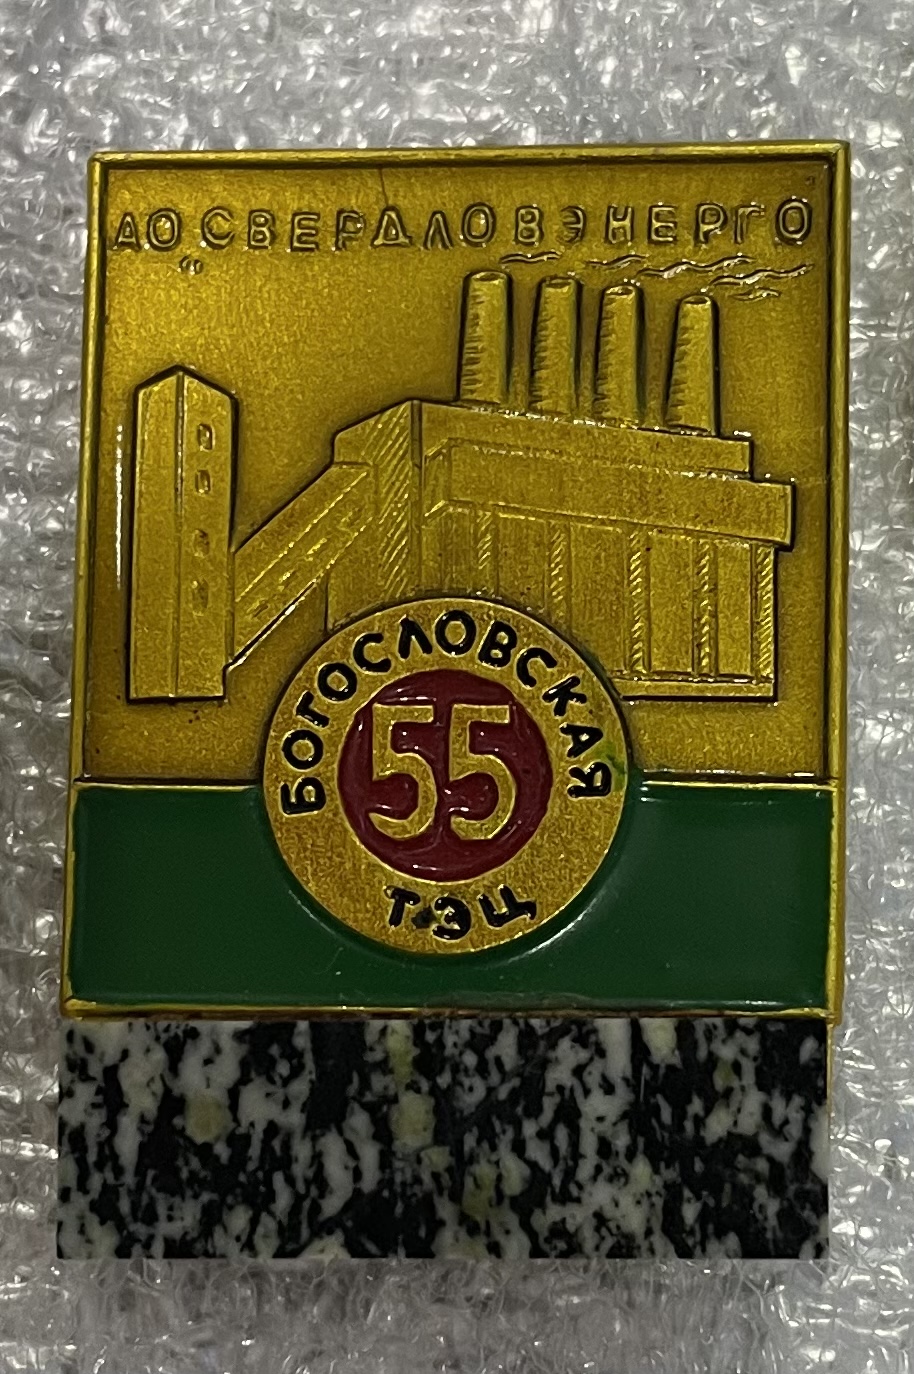 АО „СВЕРДЛОВЭНЕРГО"
БОГОСЛОВСКАЯ
55
ТЭЦ